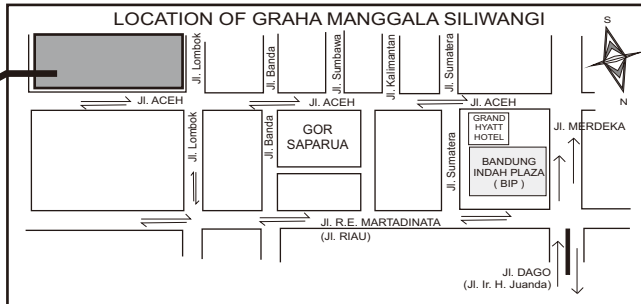 LOCATION OF GRAHA MANGGALA SILIWANGI
S
N
Jl. Lombok
Jl. Banda
Jl. Sumbawa
Jl. Kalimantan
Jl. Sumatera
Jl. ACEH
Jl. ACEH
Jl. ACEH
Jl. Lombok
Jl. Banda
GOR
SAPARUA
Jl. Sumatera
GRAND
HYATT
HOTEL
Jl. MERDEKA
BANDUNG
INDAH PLAZA
( BIP )
Jl. R.E. MARTADINATA
(Jl. RIAU)
Jl. DAGO
(Jl. Ir. H. Juanda)